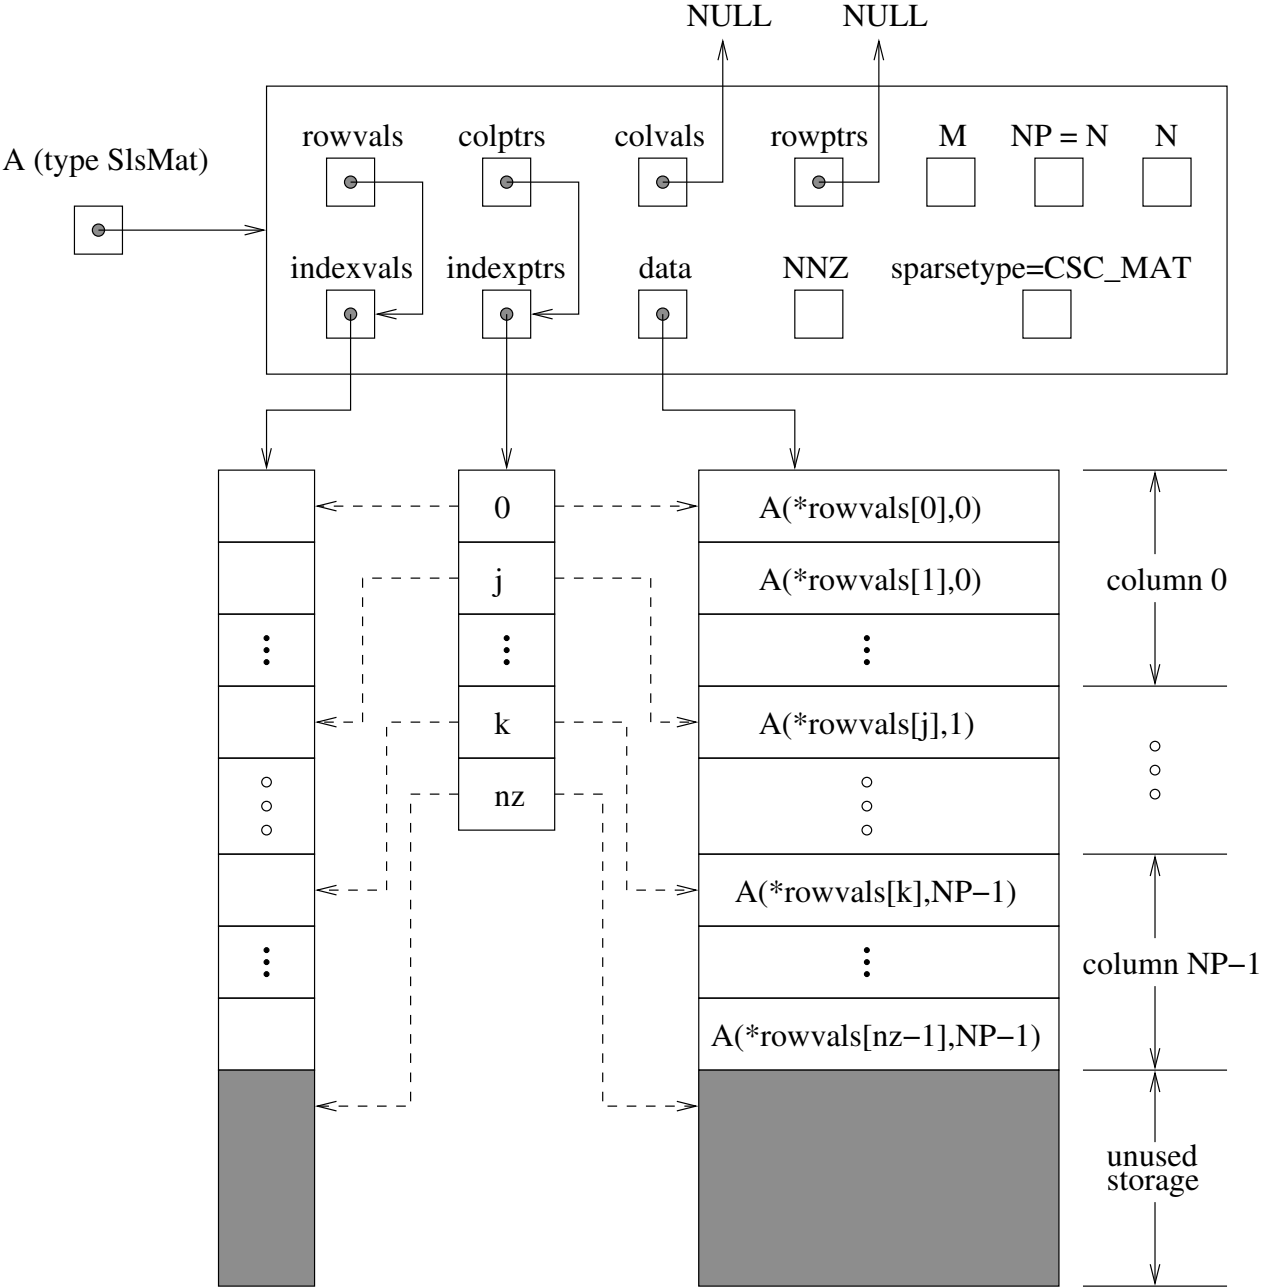 NULL NULL
rowvals colptrs colvals rowptrs M NP = N N
A (type SlsMat)
indexvals indexptrs data NNZ sparsetype=CSC_MAT
0 A(*rowvals[0],0)
j A(*rowvals[1],0) column 0
k A(*rowvals[j],1)
nz
A(*rowvals[k],NP−1)
column NP−1
A(*rowvals[nz−1],NP−1)
unused
storage